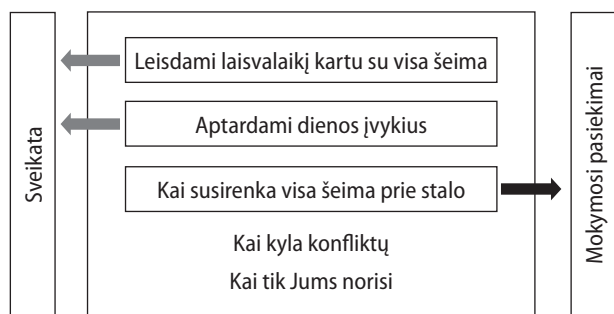 Sveikata
Leisdami laisvalaikį kartu su visa šeima
Aptardami dienos įvykius
Kai susirenka visa šeima prie stalo
Kai kyla konfliktų
Kai tik Jums norisi
Mokymosi pasiekimai